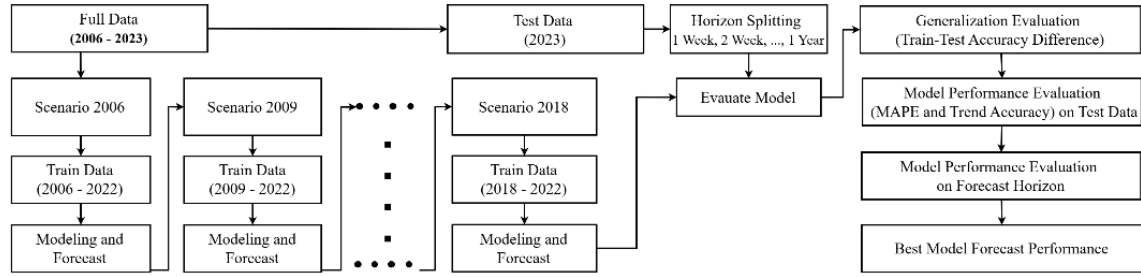 Full Data
(2006 - 2023)
Test Data
(2023)
Horizon Splitting
1 Week, 2 Week, ..., 1 Year
Generalization Evaluation
(Train-Test Accuracy Difference)
Scenario 2006
Scenario 2009
Scenario 2018
Evauate Model
Model Performance Evaluation
(MAPE and Trend Accuracy) on Test Data
Train Data
(2006 - 2022)
Train Data
(2009 - 2022)
Train Data
(2018 - 2022)
Model Performance Evaluation
on Forecast Horizon
Modeling and
Forecast
Modeling and
Forecast
Modeling and
Forecast
Best Model Forecast Performance